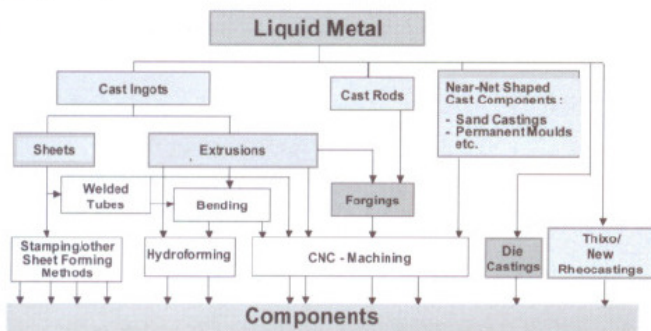 Liquid Metal
Cast Ingots
Cast Rods
Near-Net Shaped
Cast Components :
- Sand Castings
- Permanent Moulds
etc.
Sheets
Extrusions
Welded
Tubes
Bending
Forgings
Stamping/other
Sheet Forming
Methods
Hydroforming
CNC - Machining
Die
Castings
Thixo/
New
Rheocastings
Components